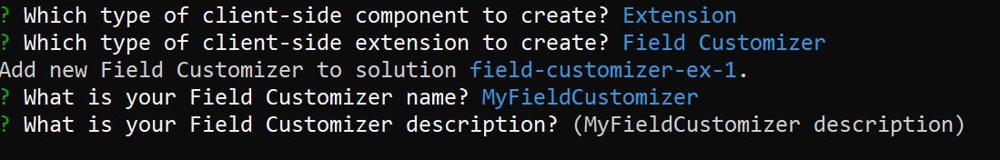 ? Which type of client-side component to create? Extension
? Which type of client-side extension to create? Field Customizer
Add new Field Customizer to solution field-customizer-ex-1.
? What is your Field Customizer name? MyFieldCustomizer
? What is your Field Customizer description? (MyFieldCustomizer description)